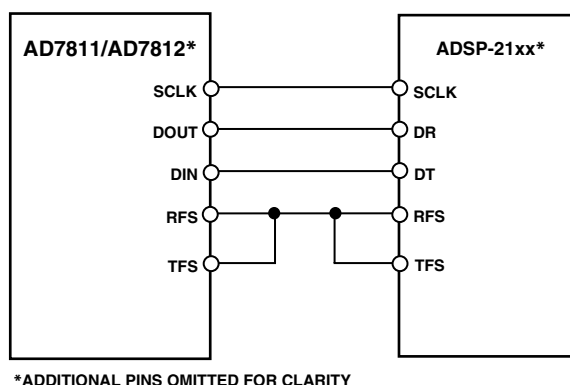 AD7811/AD7812*
ADSP-21xx*
SCLK
SCLK
DOUT
DR
DIN
DT
RFS
RFS
TFS
TFS
*ADDITIONAL PINS OMITTED FOR CLARITY